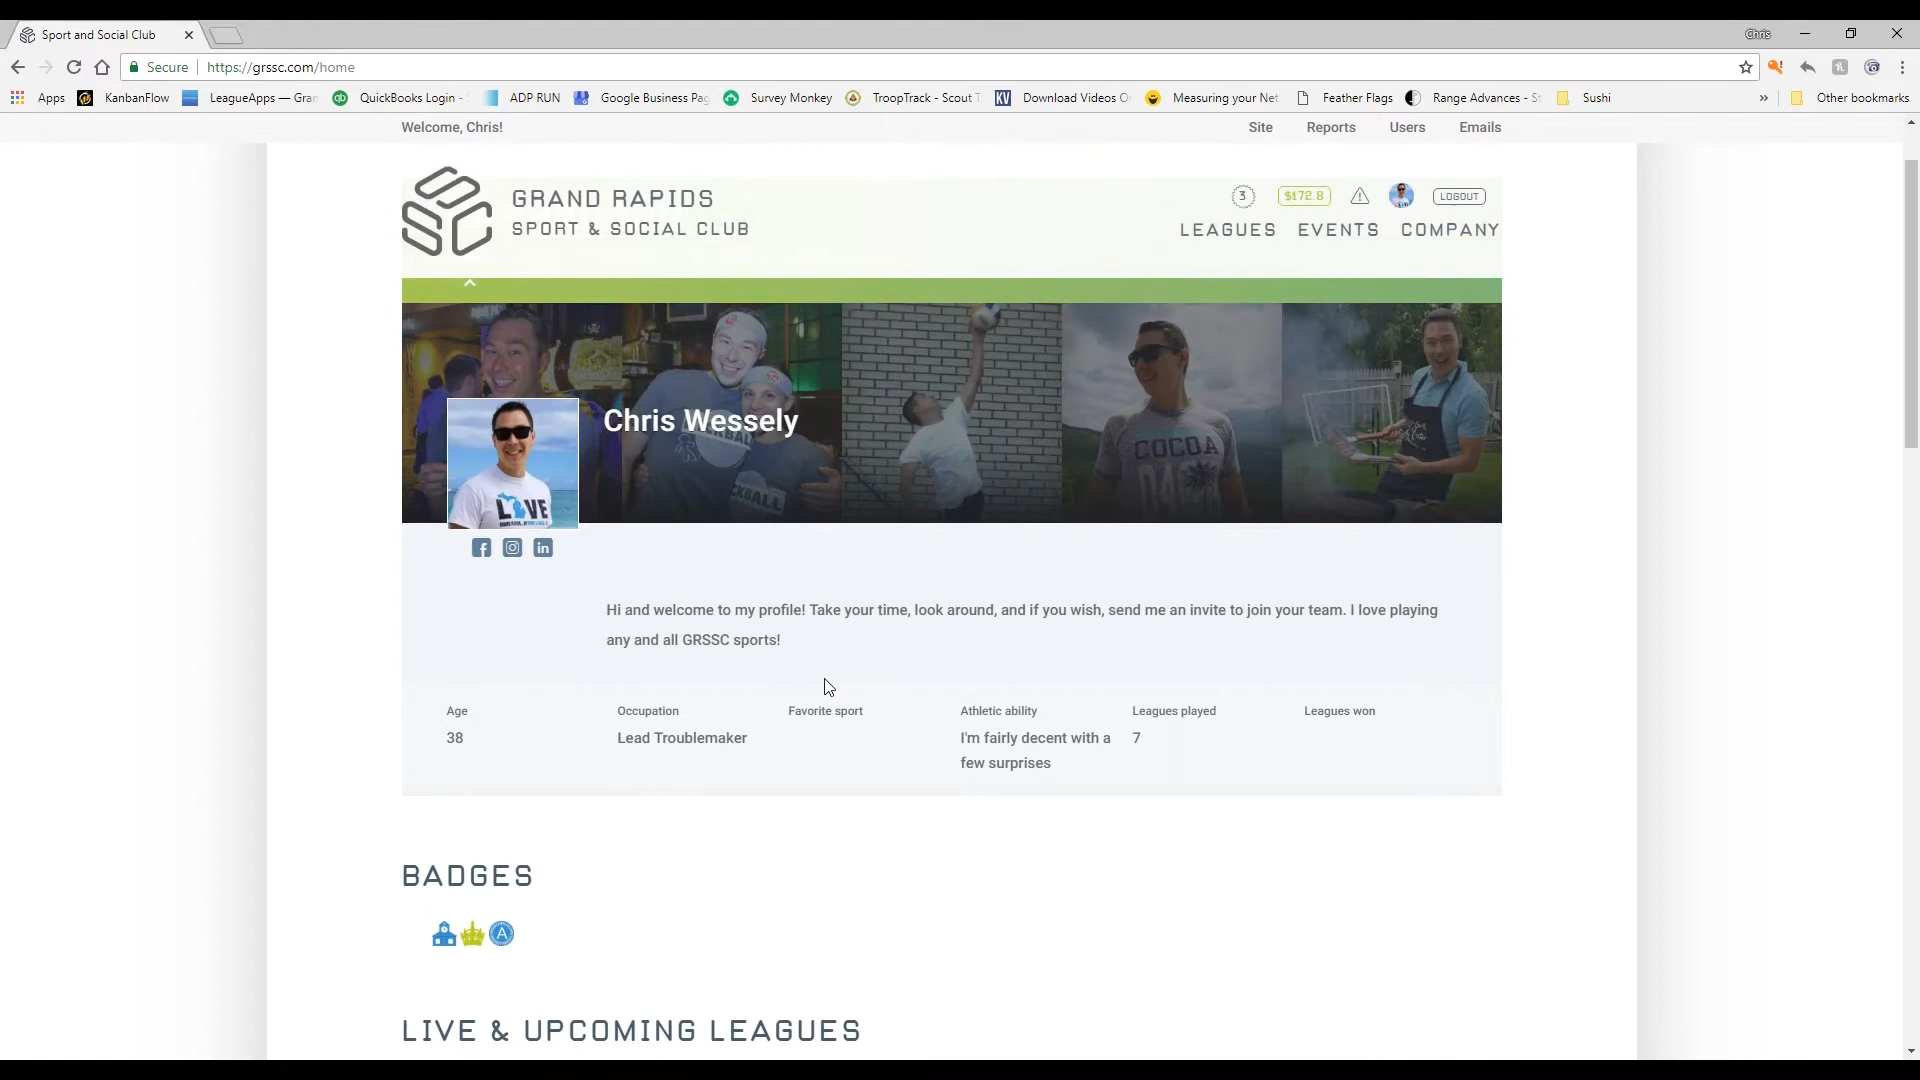 Sport and Social Club
Chris
Secure https://grssc.com/home
Apps KanbanFlow LeagueApps — Gran QuickBooks Login - ADP RUN Google Business Pag Survey Monkey TroopTrack - Scout T Download Videos O Measuring your Net Feather Flags Range Advances - S Sushi » Other bookmarks
Welcome, Chris! Site Reports Users Emails
3 $172.8 LOGOUT
GRAND RAPIDS
SPORT & SOCIAL CLUB
LEAGUES EVENTS COMPANY
Chris Wessely
COCOA
LOVE
Hi and welcome to my profile! Take your time, look around, and if you wish, send me an invite to join your team. I love playing
any and all GRSSC sports!
Age Occupation Favorite sport Athletic ability Leagues played Leagues won
38 Lead Troublemaker I'm fairly decent with a 7
few surprises
BADGES
A
LIVE & UPCOMING LEAGUES